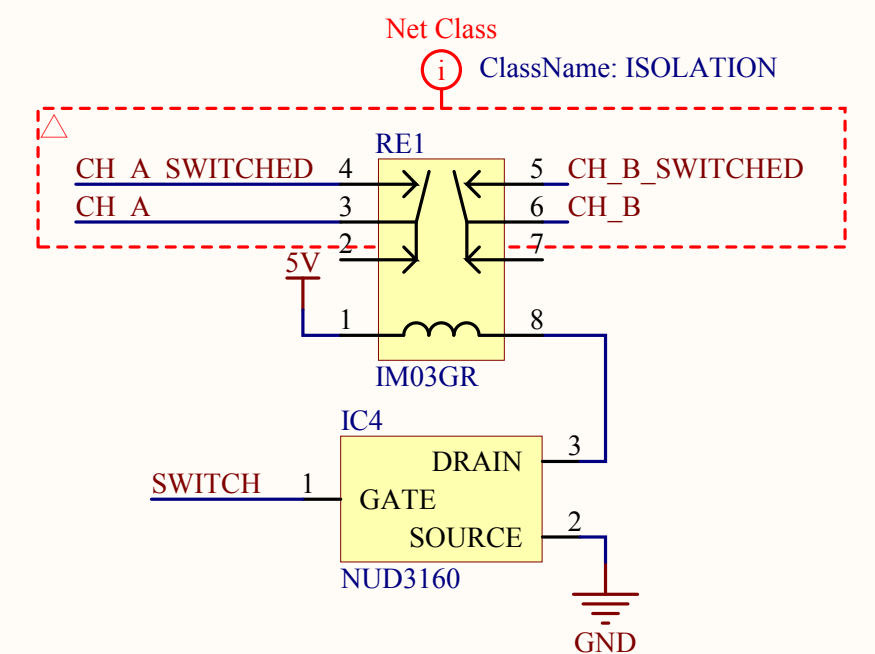 Net Class
i ClassName: ISOLATION
RE1
CH_A_SWITCHED 4 5 CH_B_SWITCHED
CH_A 3 6 CH_B
2 7
5V
1 8
IM03GR
IC4
DRAIN 3
SWITCH 1 GATE
SOURCE 2
NUD3160
GND